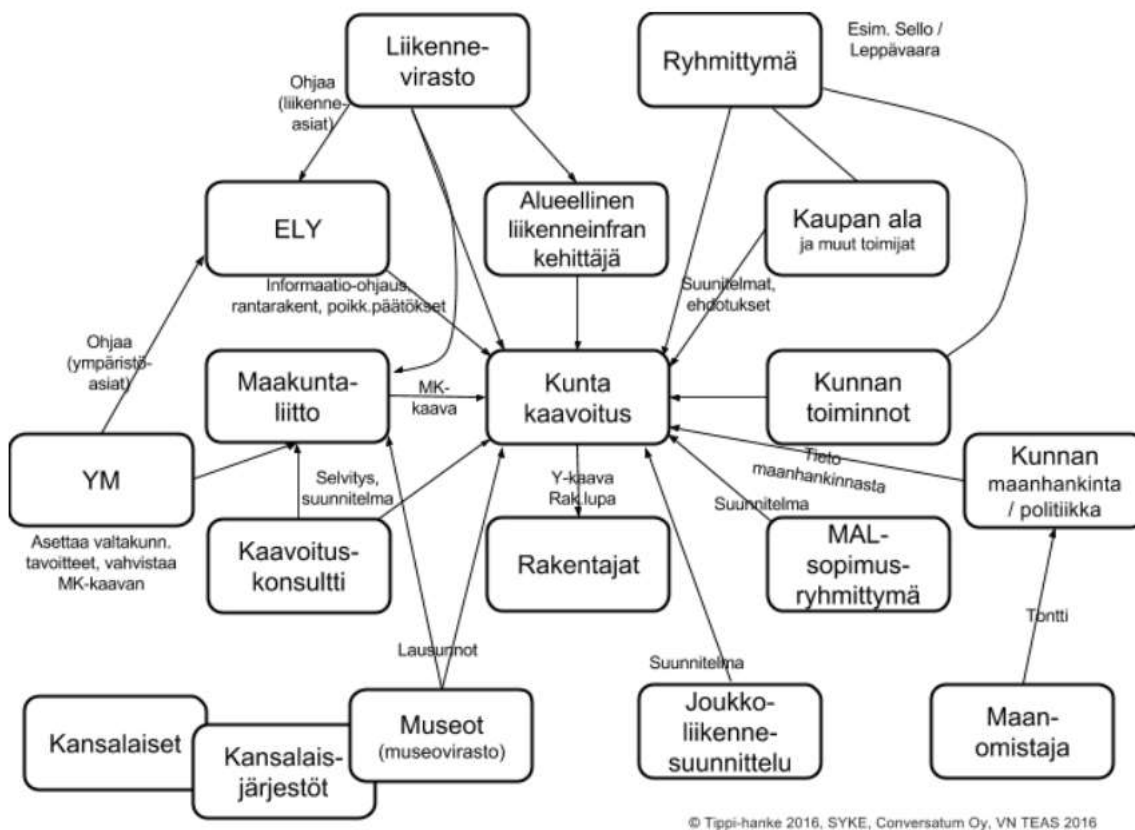 Liikenne-
virasto
Ryhmittymä
Esim. Sello /
Leppävaara
Ohjaa
(liikenne-
asiat)
ELY
Alueellinen
liikenneinfran
kehittäjä
Kaupan ala
ja muut toimijat
Informaatio-ohjaus,
rantarakent, poikk.päätökset
Suunitelmat,
ehdotukset
Ohjaa
(ympäristö-
asiat)
Maakunta-
liitto
MK-
kaava
Kunta
kaavoitus
Kunnan
toiminnot
YM
Selvitys,
suunnitelma
Y-kaava
Rak.lupa
Tieto
maanhankinnasta
Kunnan
maanhankinta
/ politiikka
Suunnitelma
Asettaa valtakunn.
tavoitteet, vahvistaa
MK-kaavan
Kaavoitus-
konsultti
Rakentajat
MAL-
sopimus-
ryhmittymä
Tontti
Lausunnot
Suunnitelma
Kansalaiset
Kansalais-
järjestöt
Museot
(museovirasto)
Joukko-
liikenne-
suunnittelu
Maan-
omistaja
© Tippi-hanke 2016, SYKE, Conversatum Oy, VN TEAS 2016